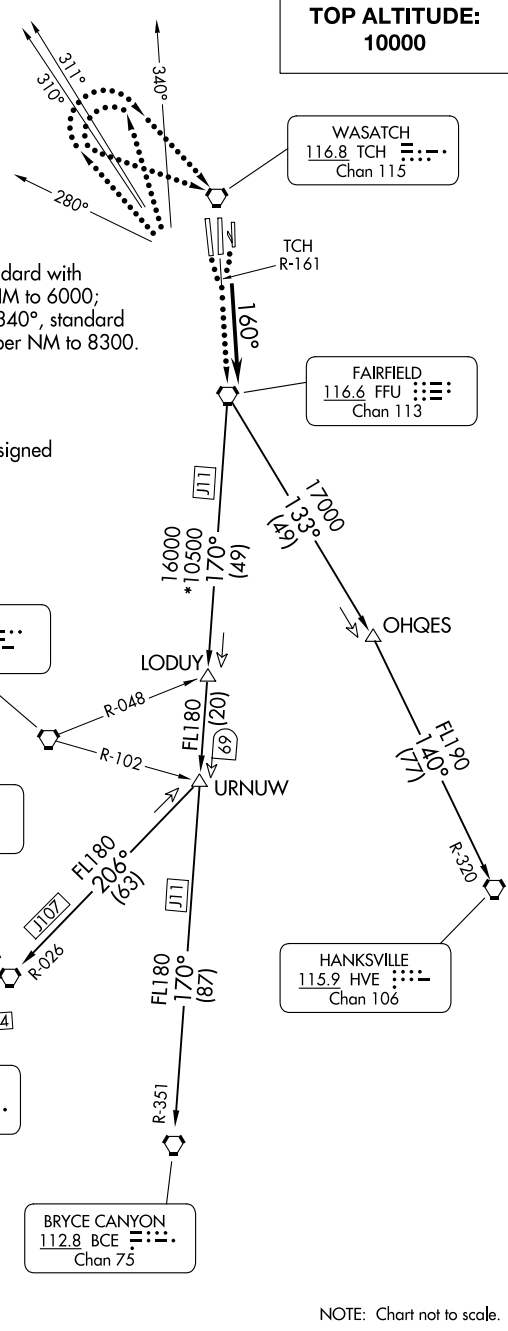 TOP ALTITUDE:
10000
311°
310°
340°
280°
WASATCH
116.8 TCH
Chan 115
TCH
R-161
160°
dard with
NM to 6000;
340°, standard
per NM to 8300.
FAIRFIELD
116.6 FFU
Chan 113
signed
J11
16000
*10500
170°
(49)
17000
133°
(49)
OHQES
LODUY
R-048
FL180
(20)
69
R-102
URNUW
FL190
140°
(77)
R-320
FL180
206°
(63)
J107
R-026
J11
FL180
170°
(87)
HANKSVILLE
115.9 HVE
Chan 106
4
R-351
BRYCE CANYON
112.8 BCE
Chan 75
NOTE: Chart not to scale.